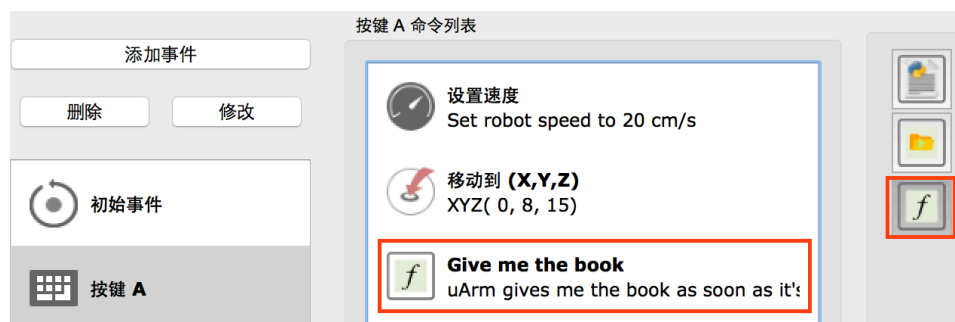 按键 A 命令列表
添加事件
删除
修改
初始事件
按键 A
设置速度
Set robot speed to 20 cm/s
移动到 (X,Y,Z)
XYZ( 0, 8, 15)
f
Give me the book
uArm gives me the book as soon as it's
f